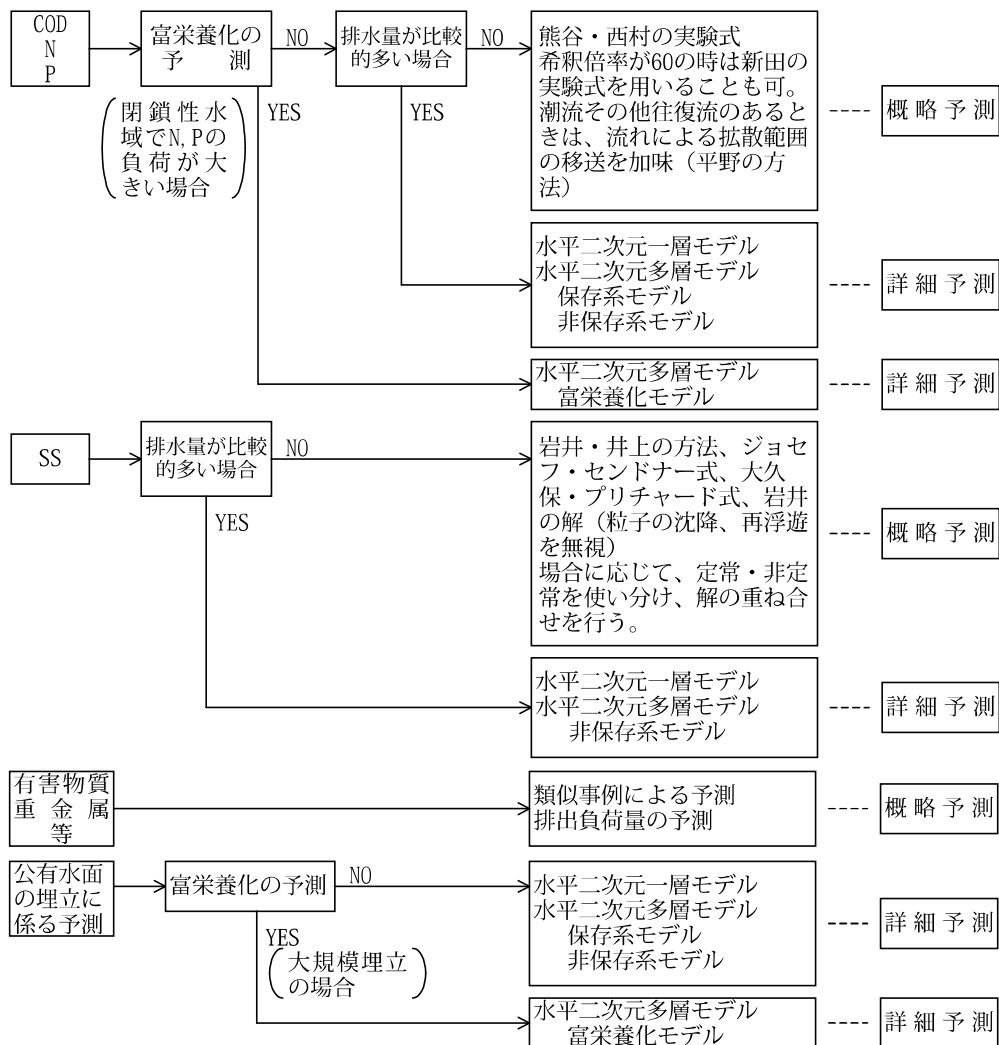 COD
N
P
富栄養化の
予 測
NO
排水量が比較
的多い場合
NO
熊谷・西村の実験式
希釈倍率が60の時は新田の
実験式を用いることも可。
潮流その他往復流のあると
きは、流れによる拡散範囲
の移送を加味（平野の方
法）
概略予測
YES
閉鎖性水
域でN,Pの
負荷が大
きい場合
YES
水平二次元一層モデル
水平二次元多層モデル
保存系モデル
非保存系モデル
詳細予測
水平二次元多層モデル
富栄養化モデル
詳細予測
SS
排水量が比較
的多い場合
NO
岩井・井上の方法、ジョセ
フ・センドナー式、大久
保・プリチャード式、岩井
の解（粒子の沈降、再浮遊
を無視）
場合に応じて、定常・非定
常を使い分け、解の重ね合
せを行う。
概略予測
YES
水平二次元一層モデル
水平二次元多層モデル
非保存系モデル
詳細予測
有害物質
重金属
等
類似事例による予測
排出負荷量の予測
概略予測
公有水面
の埋立に
係る予測
富栄養化の予測
NO
水平二次元一層モデル
水平二次元多層モデル
保存系モデル
非保存系モデル
詳細予測
YES
大規模埋立
の場合
水平二次元多層モデル
富栄養化モデル
詳細予測